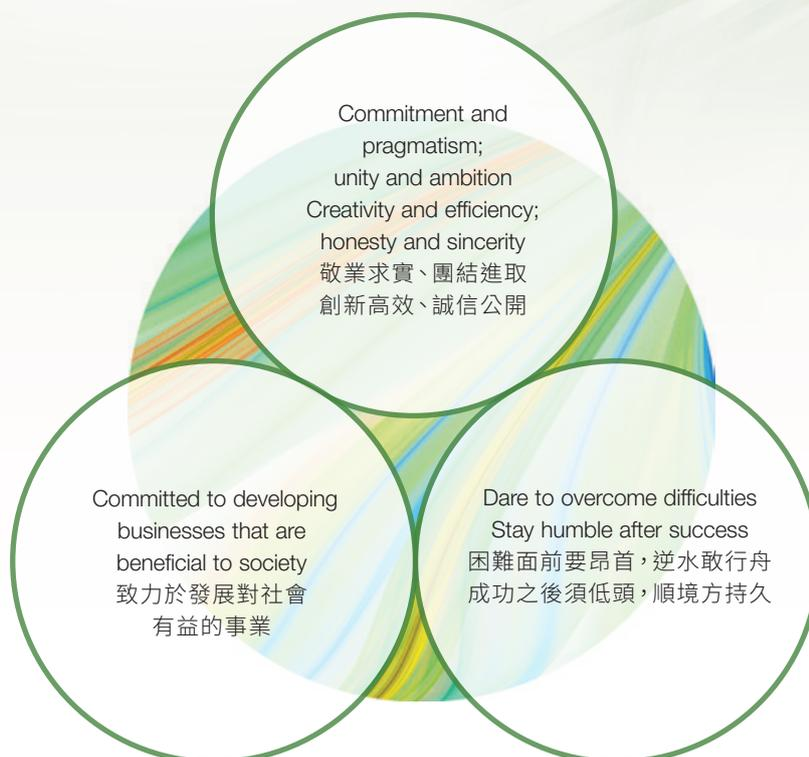 Commitment and
pragmatism;
unity and ambition
Creativity and efficiency;
honesty and sincerity
敬業求實、團結進取
創新高效、誠信公開
Committed to developing
businesses that are
beneficial to society
致力於發展對社會
有益的事業
Dare to overcome difficulties
Stay humble after success
困難面前要昂首，逆水敢行舟
成功之後須低頭，順境方持久